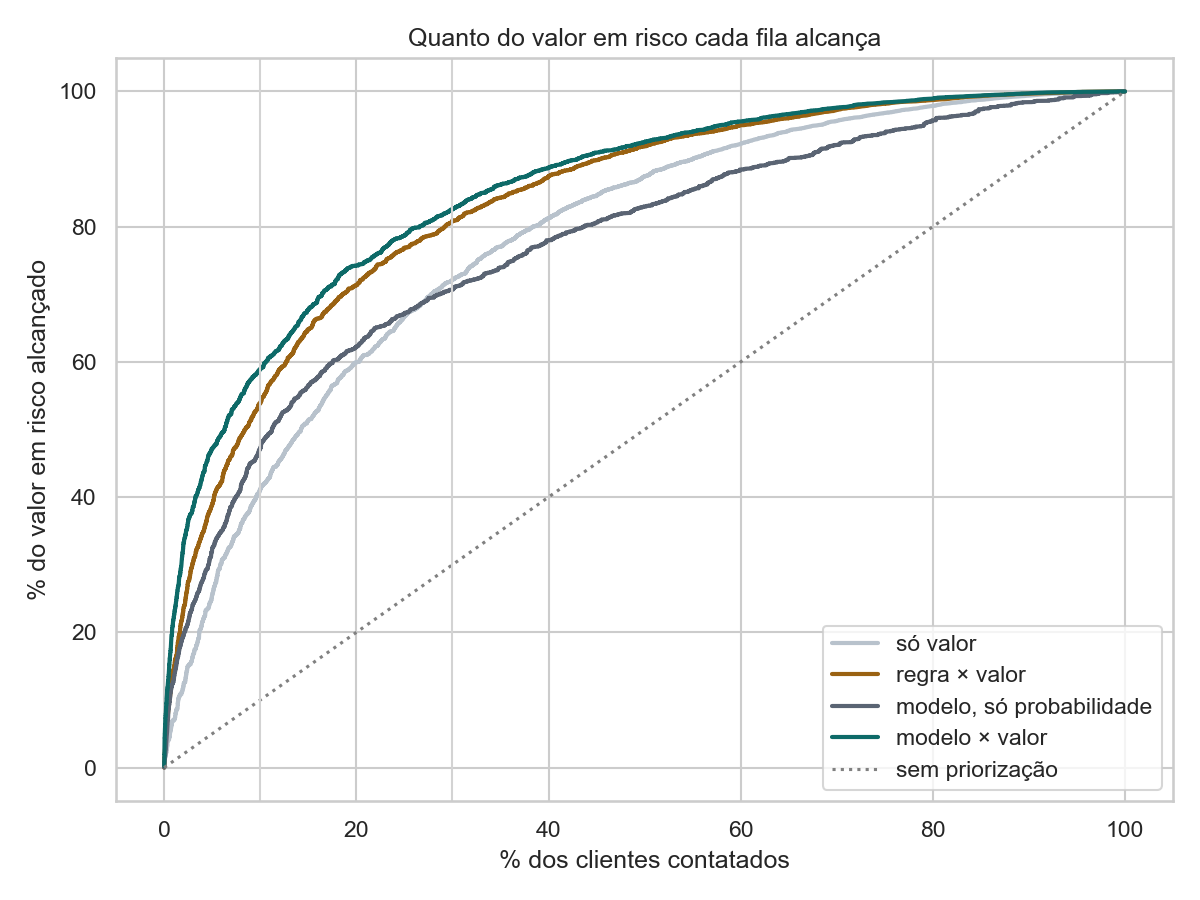 Quanto do valor em risco cada fila alcança
% do valor em risco alcançado
100
80
60
40
20
0
0 20 40 60 80 100
% dos clientes contatados
só valor
regra × valor
modelo, só probabilidade
modelo × valor
sem priorização